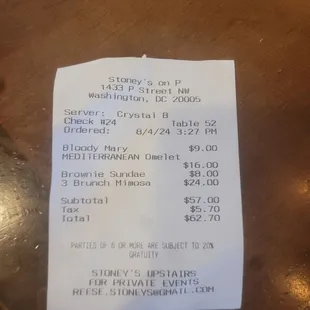 Stoney's on P
1433 P Street NW
Washington, DC 20005
Server: Crystal B
Check #24 Table 52
Ordered: 8/4/24 3:27 PM
Bloody Mary $9.00
MEDITERRANEAN Omelet
$16.00
Brownie Sundae $8.00
3 Brunch Mimosa $24.00
Subtotal $57.00
Tax $5.70
Total $62.70
PARTIES OF 6 OR MORE ARE SUBJECT TO 20%
GRATUITY
STONEY'S UPSTAIRS
FOR PRIVATE EVENTS
REESE.STONEYS@GMAIL.COM